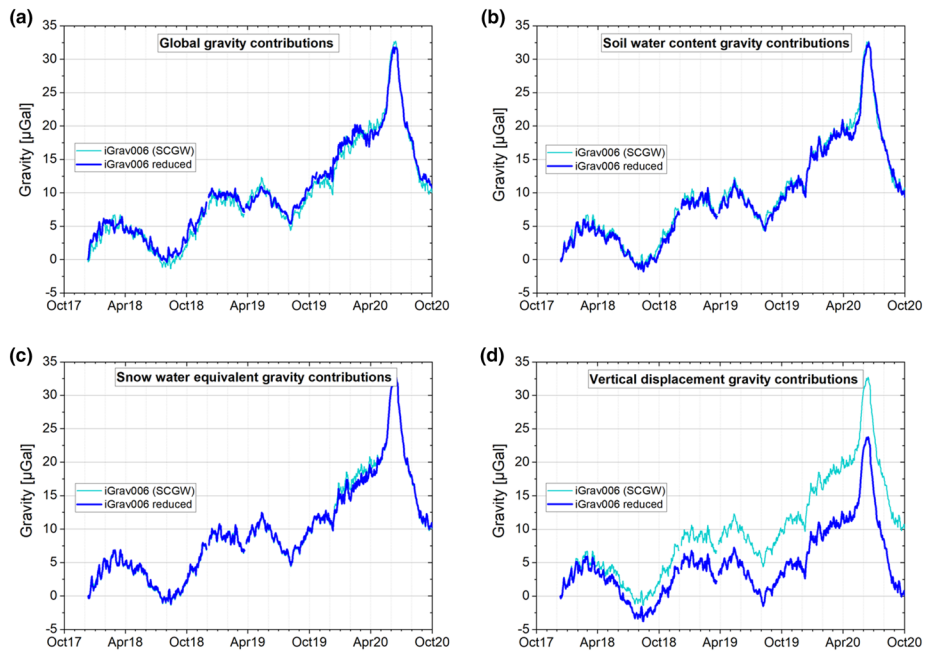 (a)
Global gravity contributions
Gravity [µGal]
35
30
25
20
15
10
5
0
-5
iGrav006 (SCGW)
iGrav006 reduced
Oct17 Apr18 Oct18 Apr19 Oct19 Apr20 Oct20
(b)
Soil water content gravity contributions
Gravity [µGal]
35
30
25
20
15
10
5
0
-5
iGrav006 (SCGW)
iGrav006 reduced
Oct17 Apr18 Oct18 Apr19 Oct19 Apr20 Oct20
(c)
Snow water equivalent gravity contributions
Gravity [µGal]
35
30
25
20
15
10
5
0
-5
iGrav006 (SCGW)
iGrav006 reduced
Oct17 Apr18 Oct18 Apr19 Oct19 Apr20 Oct20
(d)
Vertical displacement gravity contributions
Gravity [µGal]
35
30
25
20
15
10
5
0
-5
iGrav006 (SCGW)
iGrav006 reduced
Oct17 Apr18 Oct18 Apr19 Oct19 Apr20 Oct20